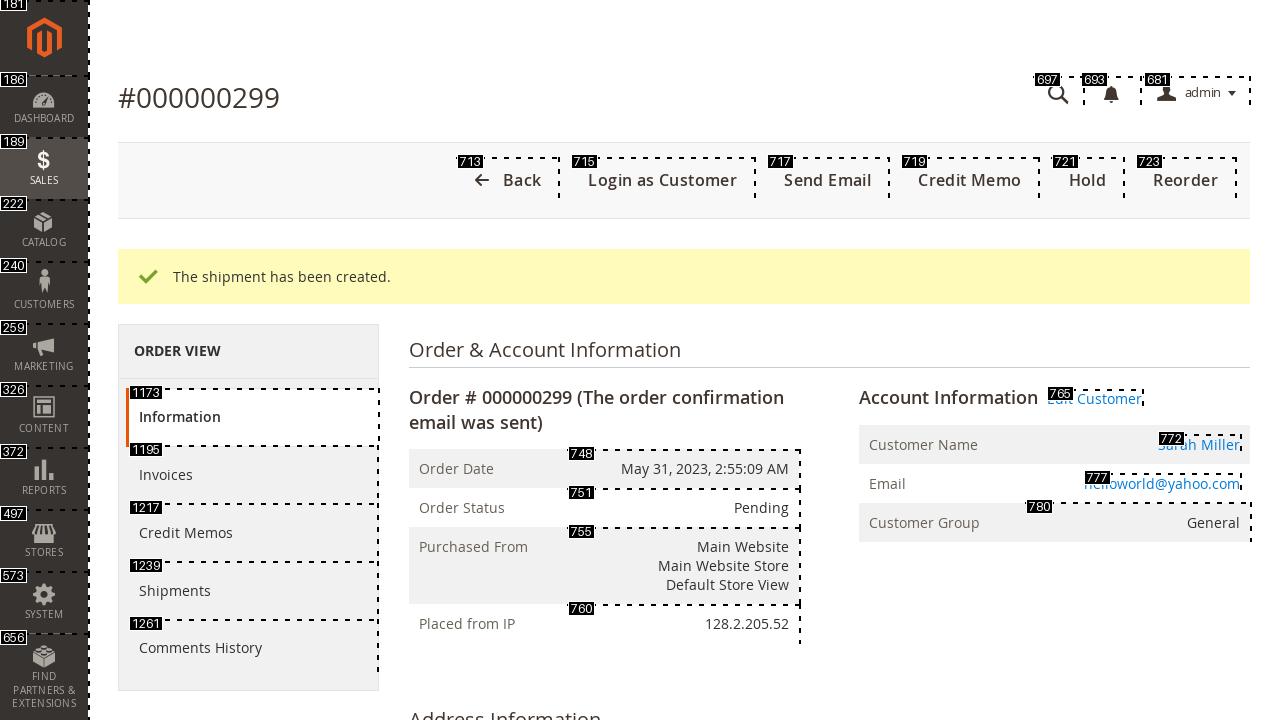 181
186
DASHBOARD
189
SALES
222
CATALOG
240
CUSTOMERS
259
MARKETING
326
CONTENT
372
REPORTS
497
STORES
573
SYSTEM
656
FIND
PARTNERS &
EXTENSIONS
#000000299
697
693
681
admin
713
Back
715
Login as Customer
717
Send Email
719
Credit Memo
721
Hold
723
Reorder
The shipment has been created.
ORDER VIEW
1173
Information
1195
Invoices
1217
Credit Memos
1239
Shipments
1261
Comments History
Order & Account Information
Order # 000000299 (The order confirmation
email was sent)
748
Order Date May 31, 2023, 2:55:09 AM
751
Order Status Pending
755
Purchased From Main Website
Main Website Store
Default Store View
760
Placed from IP 128.2.205.52
Account Information
765
Customer
772
Customer Name Sarah Miller
777
Email helloworld@yahoo.com
780
Customer Group General
Address Information